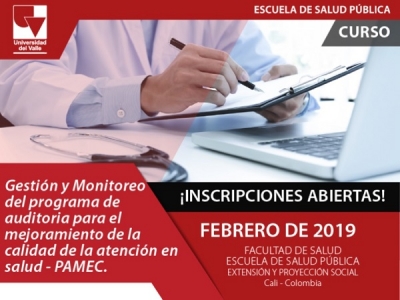 Universidad
del Valle
ESCUELA DE SALUD PÚBLICA
CURSO
Gestión y Monitoreo
del programa de
auditoria para el
mejoramiento de la
calidad de la atención en
salud - PAMEC.
¡INSCRIPCIONES ABIERTAS!
FEBRERO DE 2019
FACULTAD DE SALUD
ESCUELA DE SALUD PÚBLICA
EXTENSIÓN Y PROYECCIÓN SOCIAL
Cali - Colombia